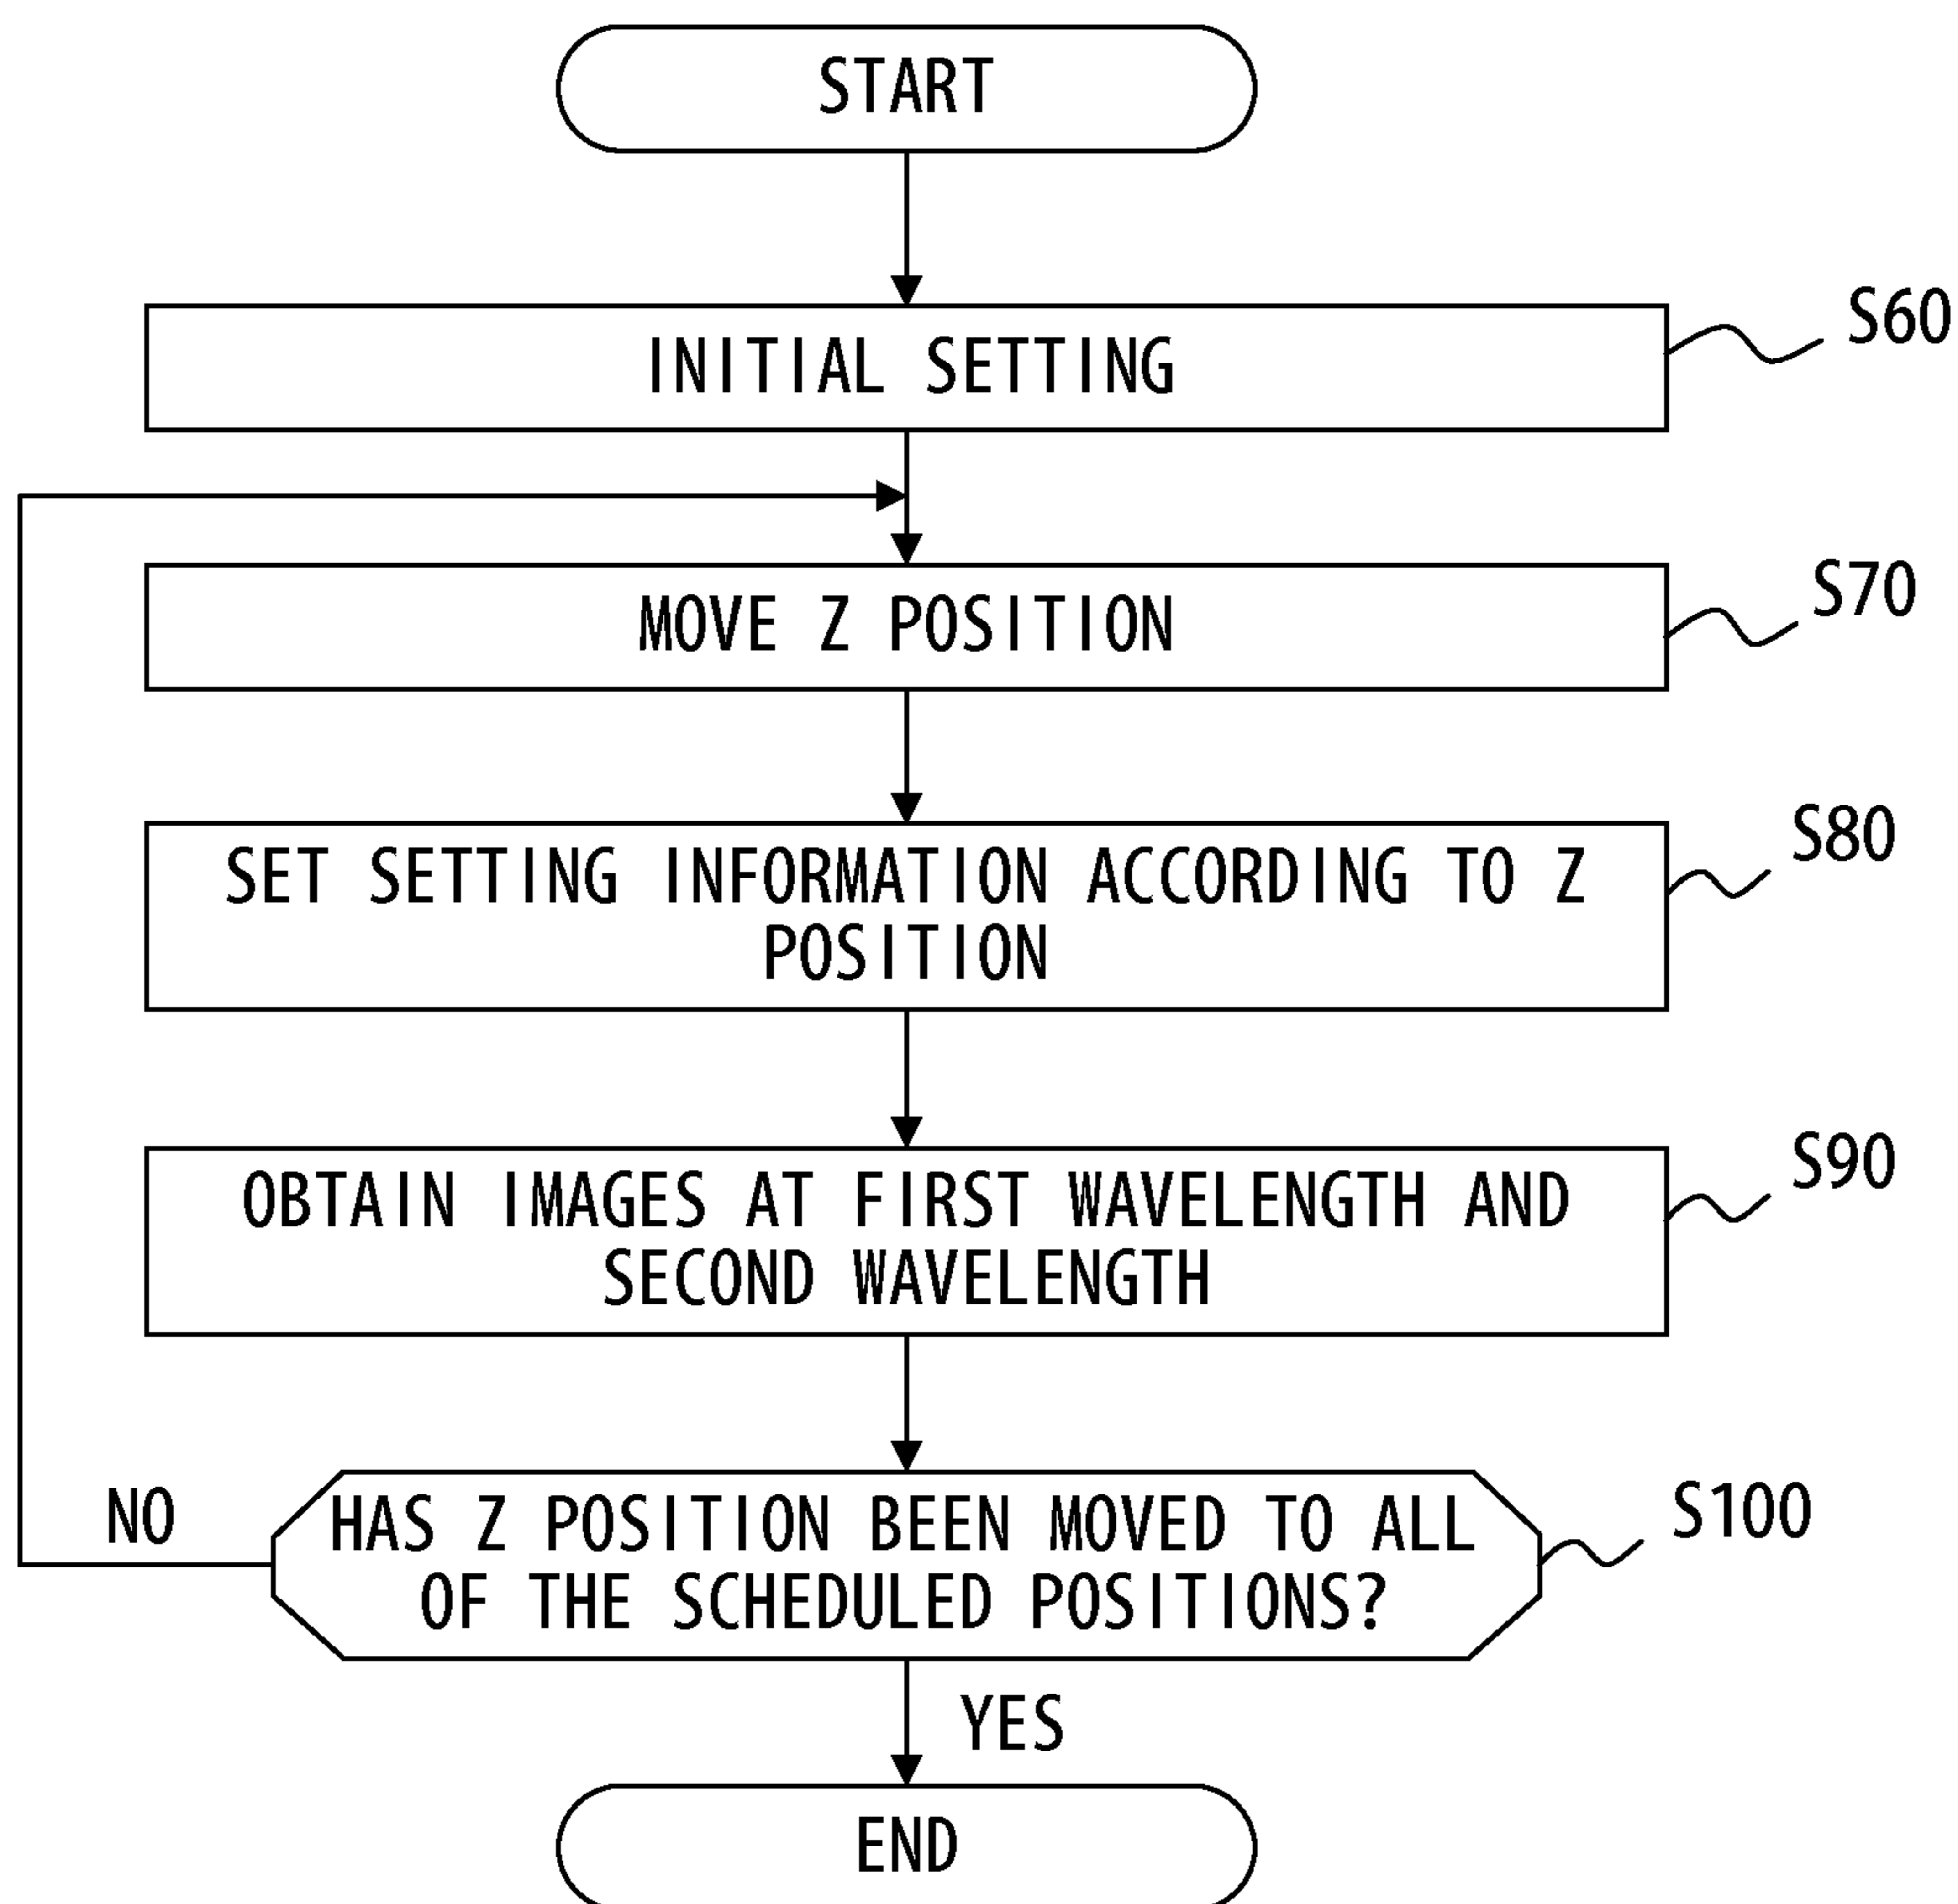 START
INITIAL SETTING
S60
MOVE Z POSITION
S70
SET SETTING INFORMATION ACCORDING TO Z
POSITION
S80
OBTAIN IMAGES AT FIRST WAVELENGTH AND
SECOND WAVELENGTH
S90
HAS Z POSITION BEEN MOVED TO ALL
OF THE SCHEDULED POSITIONS?
S100
NO
YES
END